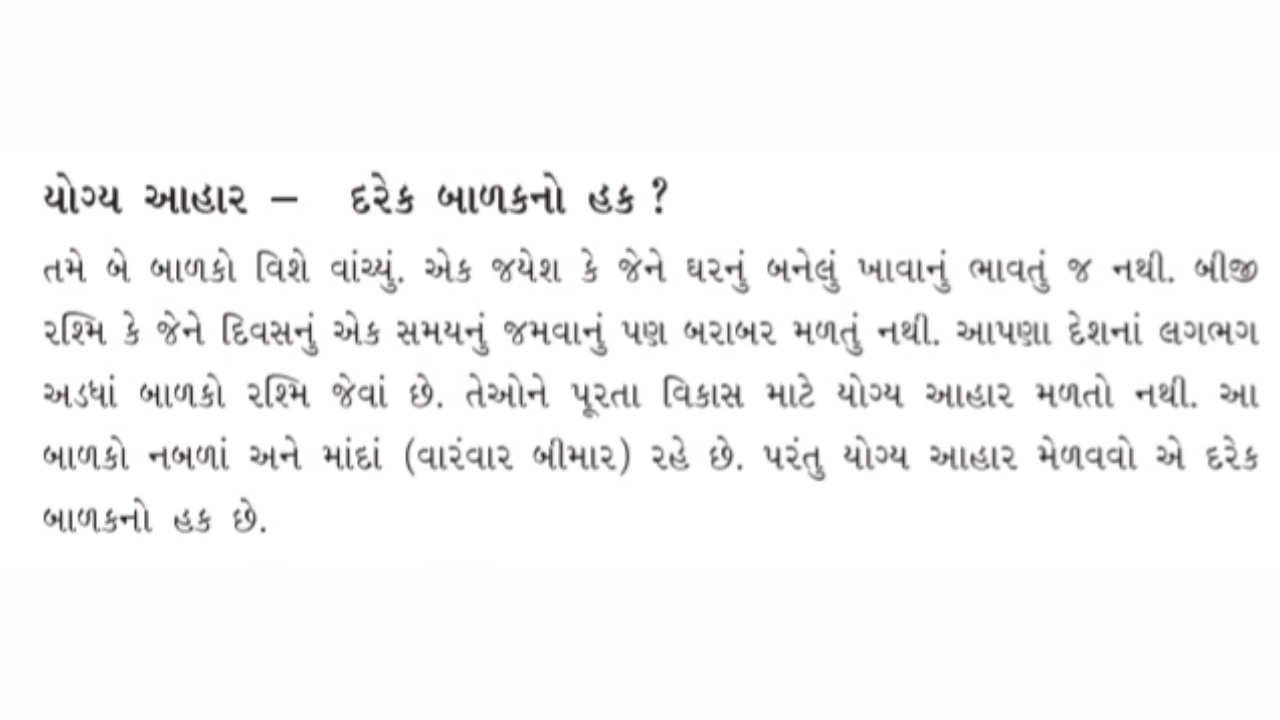 યોગ્ય આહાર – દરેક બાળકનો હક ?
તમે બે બાળકો વિશે વાંચ્યું. એક જયેશ કે જેને ઘરનું બનેલું ખાવાનું ભાવતું જ નથી. બીજી
રશ્મિ કે જેને દિવસનું એક સમયનું જમવાનું પણ બરાબર મળતું નથી. આપણા દેશનાં લગભગ
અડધાં બાળકો રશ્મિ જેવાં છે. તેઓને પૂરતા વિકાસ માટે યોગ્ય આહાર મળતો નથી. આ
બાળકો નબળાં અને માંદાં (વારંવાર બીમાર) રહે છે. પરંતુ યોગ્ય આહાર મેળવવો એ દરેક
બાળકનો હક છે.